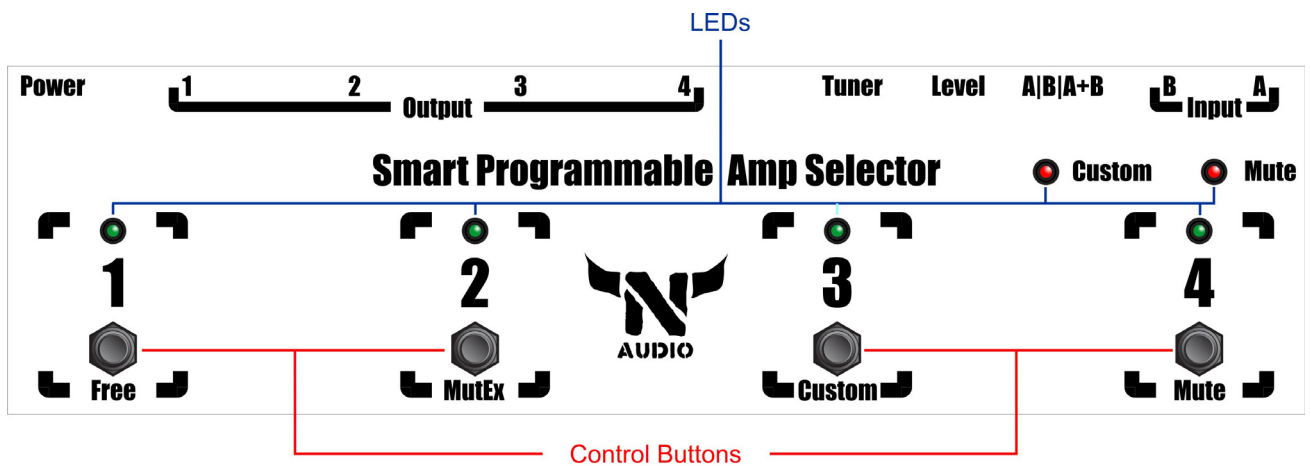 LEDs
Power 1 2 3 4 Tuner Level A|B|A+B B A
Output Input
Smart Programmable Amp Selector Custom Mute
1 2 N 3 4
AUDIO
Free MutEx Custom Mute
Control Buttons